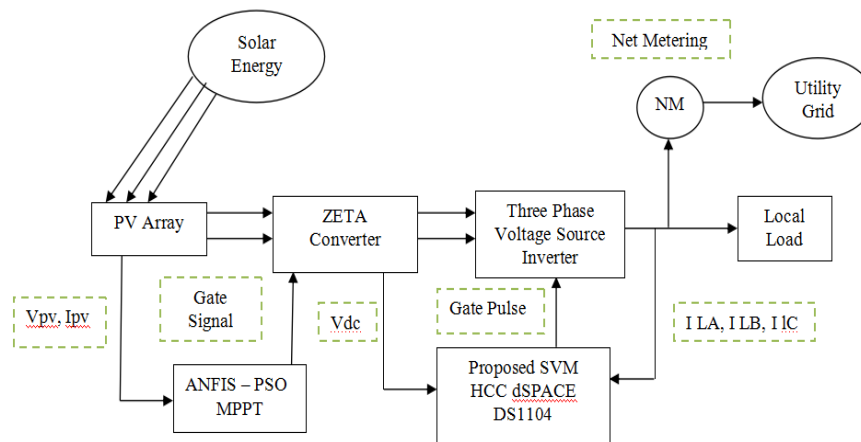 Solar
Energy
Net Metering
NM
Utility
Grid
PV Array
ZETA
Converter
Three Phase
Voltage Source
Inverter
Local
Load
Vpv, Ipv
Gate
Signal
Vdc
Gate Pulse
I LA, I LB, I lC
ANFIS – PSO
MPPT
Proposed SVM
HCC dSPACE
DS1104